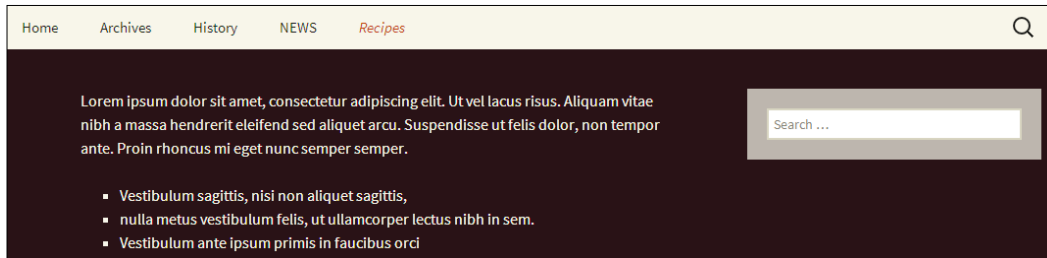 Home Archives History NEWS Recipes
Lorem ipsum dolor sit amet, consectetur adipiscing elit. Ut vel lacus risus. Aliquam vitae
nibh a massa hendrerit eleifend sed aliquet arcu. Suspendisse ut felis dolor, non tempor
ante. Proin rhoncus mi eget nunc semper semper.
Search …
Vestibulum sagittis, nisi non aliquet sagittis,
nulla metus vestibulum felis, ut ullamcorper lectus nibh in sem.
Vestibulum ante ipsum primis in faucibus orci